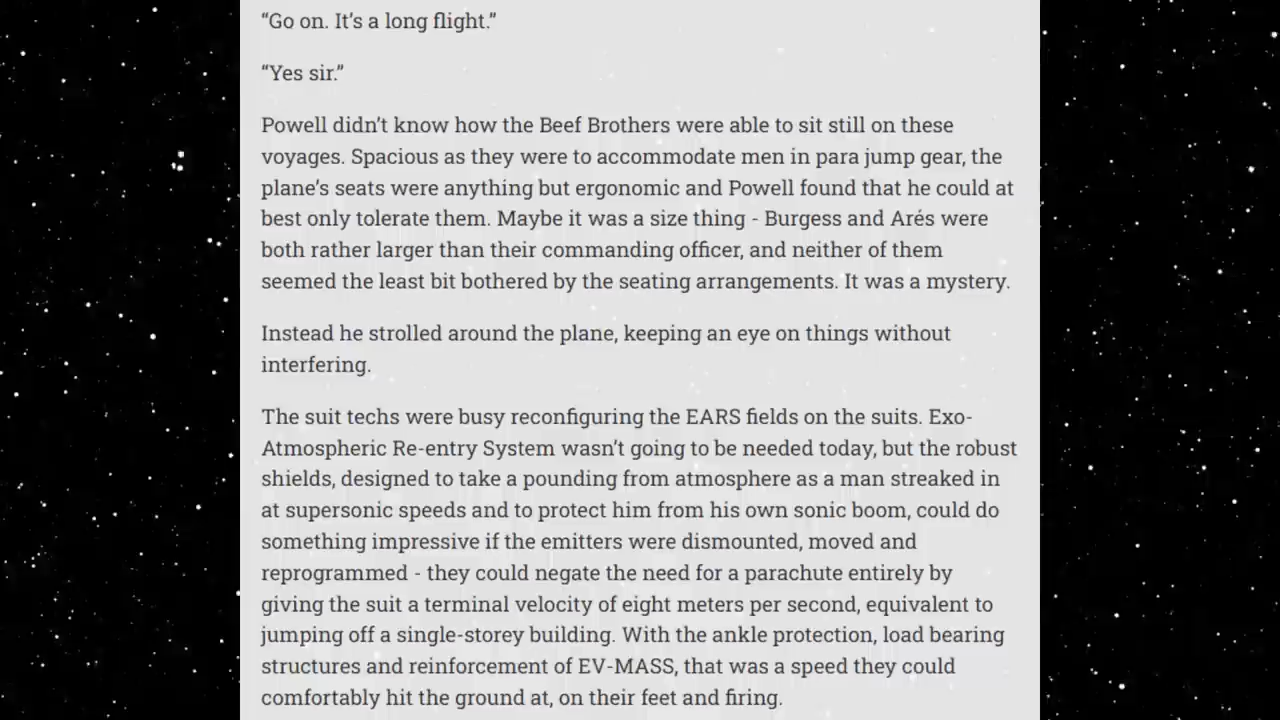 “Go on. It’s a long flight.”
“Yes sir.”
Powell didn’t know how the Beef Brothers were able to sit still on these
voyages. Spacious as they were to accommodate men in para jump gear, the
plane’s seats were anything but ergonomic and Powell found that he could at
best only tolerate them. Maybe it was a size thing - Burgess and Arés were
both rather larger than their commanding officer, and neither of them
seemed the least bit bothered by the seating arrangements. It was a mystery.
Instead he strolled around the plane, keeping an eye on things without
interfering.
The suit techs were busy reconfiguring the EARS fields on the suits. Exo-
Atmospheric Re-entry System wasn’t going to be needed today, but the robust
shields, designed to take a pounding from atmosphere as a man streaked in
at supersonic speeds and to protect him from his own sonic boom, could do
something impressive if the emitters were dismounted, moved and
reprogrammed - they could negate the need for a parachute entirely by
giving the suit a terminal velocity of eight meters per second, equivalent to
jumping off a single-storey building. With the ankle protection, load bearing
structures and reinforcement of EV-MASS, that was a speed they could
comfortably hit the ground at, on their feet and firing.